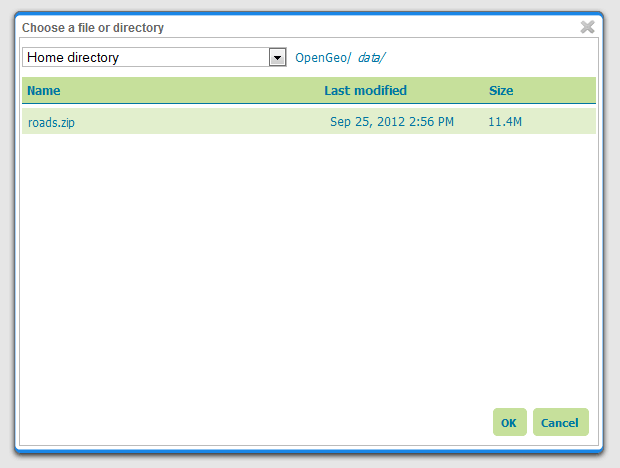 Choose a file or directory
Home directory OpenGeo/ data/
Name Last modified Size
roads.zip Sep 25, 2012 2:56 PM 11.4M
OK Cancel